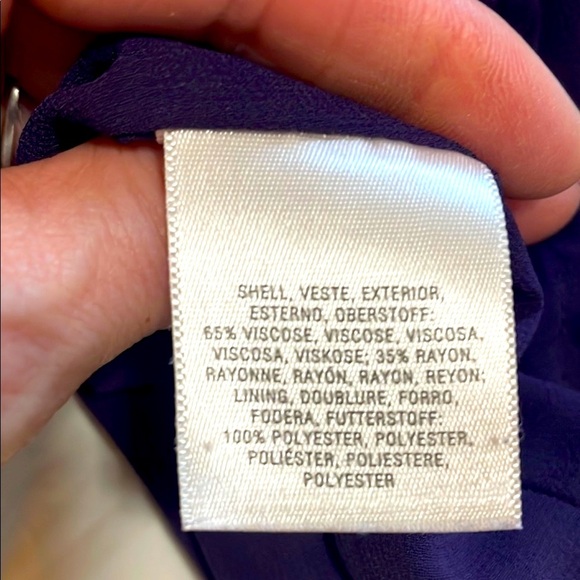 SHELL, VESTE, EXTERIOR,
ESTERNO, OBERSTOFF:
65% VISCOSE, VISCOSE, VISCOSA,
VISCOSA, VISKOSE; 35% RAYON,
RAYONNE, RAYÓN, RAYON, REYON;
LINING, DOUBLURE, FORRO,
FODERA, FUTTERSTOFF:
100% POLYESTER, POLYESTER,
POLIÉSTER, POLIESTERE,
POLYESTER